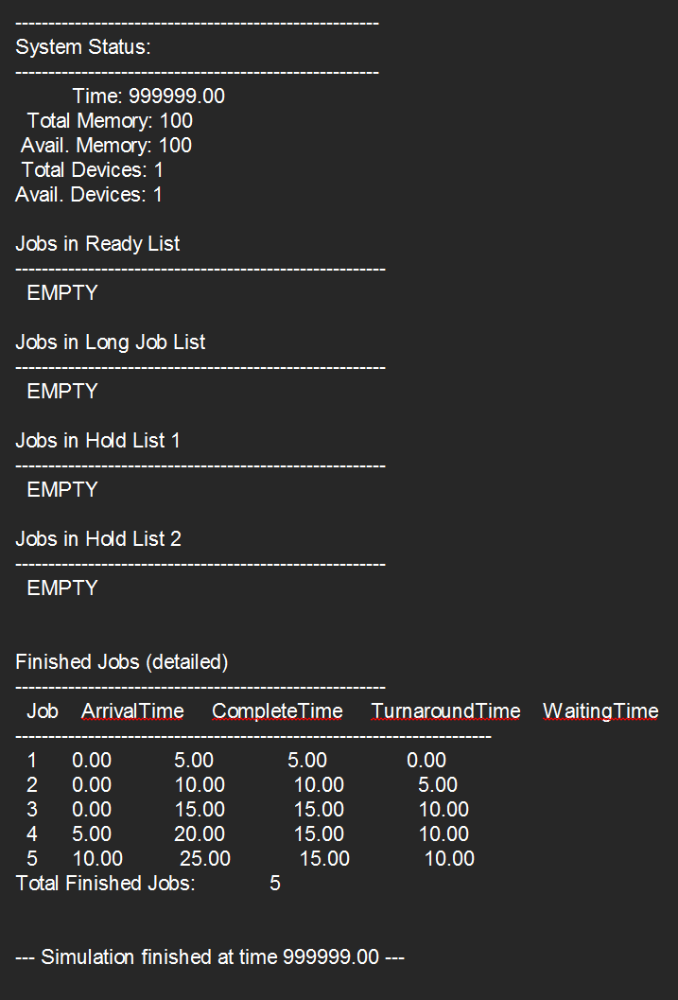 -------------------------------------------------------
System Status:
-------------------------------------------------------
Time: 999999.00
Total Memory: 100
Avail. Memory: 100
Total Devices: 1
Avail. Devices: 1
Jobs in Ready List
--------------------------------------------------------
EMPTY
Jobs in Long Job List
--------------------------------------------------------
EMPTY
Jobs in Hold List 1
--------------------------------------------------------
EMPTY
Jobs in Hold List 2
--------------------------------------------------------
EMPTY
Finished Jobs (detailed)
--------------------------------------------------------
Job ArrivalTime CompleteTime TurnaroundTime WaitingTime
------------------------------------------------------------------------
1 0.00 5.00 5.00 0.00
2 0.00 10.00 10.00 5.00
3 0.00 15.00 15.00 10.00
4 5.00 20.00 15.00 10.00
5 10.00 25.00 15.00 10.00
Total Finished Jobs: 5
--- Simulation finished at time 999999.00 ---